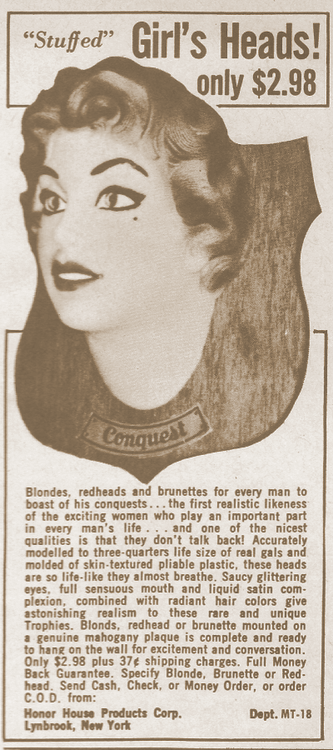 “Stuffed” Girl's Heads!
only $2.98
Conquest
Blondes, redheads and brunettes for every man to
boast of his conquests...the first realistic likeness
of the exciting women who play an important part
in every man's life...and one of the nicest
qualities is that they don't talk back! Accurately
modelled to three-quarters life size of real gals and
molded of skin-textured pliable plastic, these heads
are so life-like they almost breathe. Saucy glittering
eyes, full sensuous mouth and liquid satin com-
plexion, combined with radiant hair colors give
astonishing realism to these rare and unique
Trophies. Blonds, redhead or brunette mounted on
a genuine mahogany plaque is complete and ready
to hang on the wall for excitement and conversation.
Only $2.98 plus 37¢ shipping charges. Full Money
Back Guarantee. Specify Blonde, Brunette or Red-
head. Send Cash, Check, or Money Order, or order
C.O.D. from:
Honor House Products Corp. Dept. MT-18
Lynbrook, New York